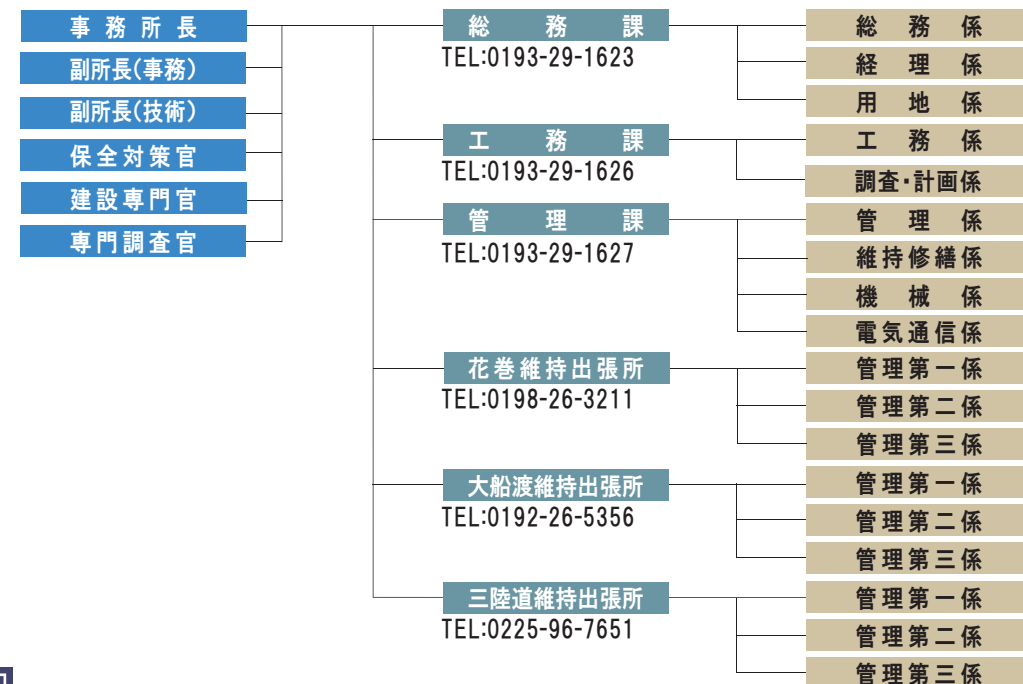 事務所長
副所長(事務)
副所長(技術)
保全対策官
建設専門官
専門調査官
総務課
TEL:0193-29-1623
総務係
経理係
用地係
工務課
TEL:0193-29-1626
工務係
調査・計画係
管理課
TEL:0193-29-1627
管理係
維持修繕係
機械係
電気通信係
花巻維持出張所
TEL:0198-26-3211
管理第一係
管理第二係
管理第三係
大船渡維持出張所
TEL:0192-26-5356
管理第一係
管理第二係
管理第三係
三陸道維持出張所
TEL:0225-96-7651
管理第一係
管理第二係
管理第三係